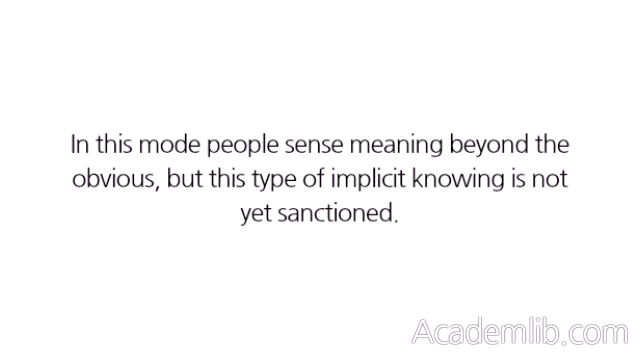 In this mode people sense meaning beyond the
obvious, but this type of implicit knowing is not
yet sanctioned.
Academlib.com